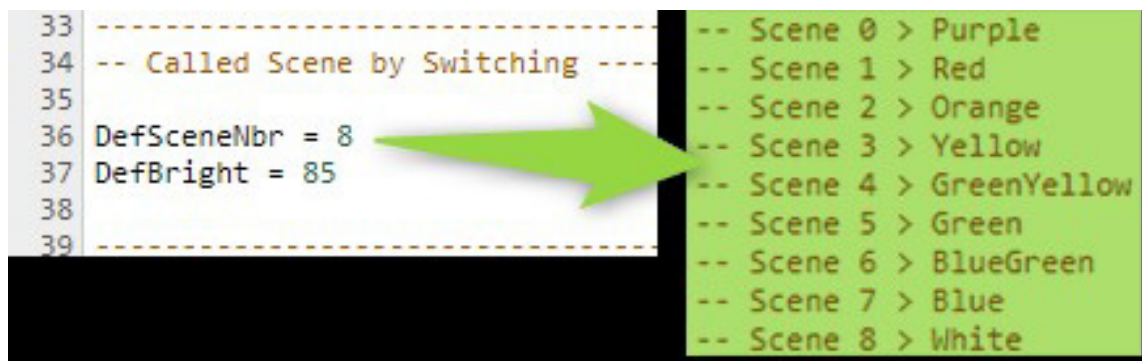 33 --------------------------------
34 -- Called Scene by Switching ----
35
36 DefSceneNbr = 8
37 DefBright = 85
38
39 --------------------------------
-- Scene 0 > Purple
-- Scene 1 > Red
-- Scene 2 > Orange
-- Scene 3 > Yellow
-- Scene 4 > GreenYellow
-- Scene 5 > Green
-- Scene 6 > BlueGreen
-- Scene 7 > Blue
-- Scene 8 > White